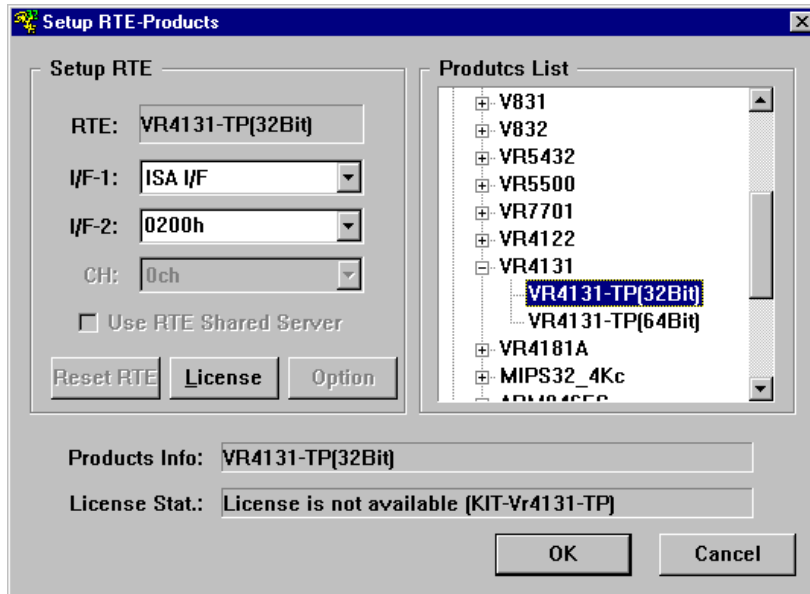 Setup RTE-Products
Setup RTE
RTE: VR4131-TP(32Bit)
I/F-1: ISA I/F
I/F-2: 0200h
CH: 0ch
Use RTE Shared Server
Reset RTE License Option
Produtcs List
V831
V832
VR5432
VR5500
VR7701
VR4122
VR4131
VR4131-TP(32Bit)
VR4131-TP(64Bit)
VR4181A
MIPS32_4Kc
Products Info: VR4131-TP(32Bit)
License Stat.: License is not available (KIT-Vr4131-TP)
OK Cancel